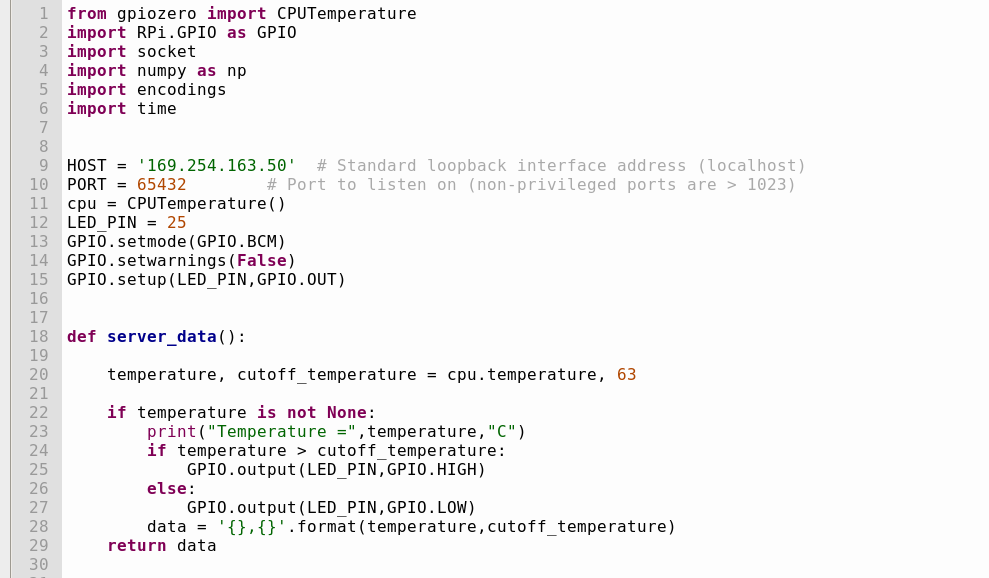 1 from gpiozero import CPUTemperature
2 import RPi.GPIO as GPIO
3 import socket
4 import numpy as np
5 import encodings
6 import time
7
8
9 HOST = '169.254.163.50'  # Standard loopback interface address (localhost)
10 PORT = 65432        # Port to listen on (non-privileged ports are > 1023)
11 cpu = CPUTemperature()
12 LED_PIN = 25
13 GPIO.setmode(GPIO.BCM)
14 GPIO.setwarnings(False)
15 GPIO.setup(LED_PIN,GPIO.OUT)
16
17
18 def server_data():
19
20     temperature, cutoff_temperature = cpu.temperature, 63
21
22     if temperature is not None:
23         print("Temperature =",temperature,"C")
24         if temperature > cutoff_temperature:
25             GPIO.output(LED_PIN,GPIO.HIGH)
26         else:
27             GPIO.output(LED_PIN,GPIO.LOW)
28         data = '{},{}'.format(temperature,cutoff_temperature)
29     return data
30